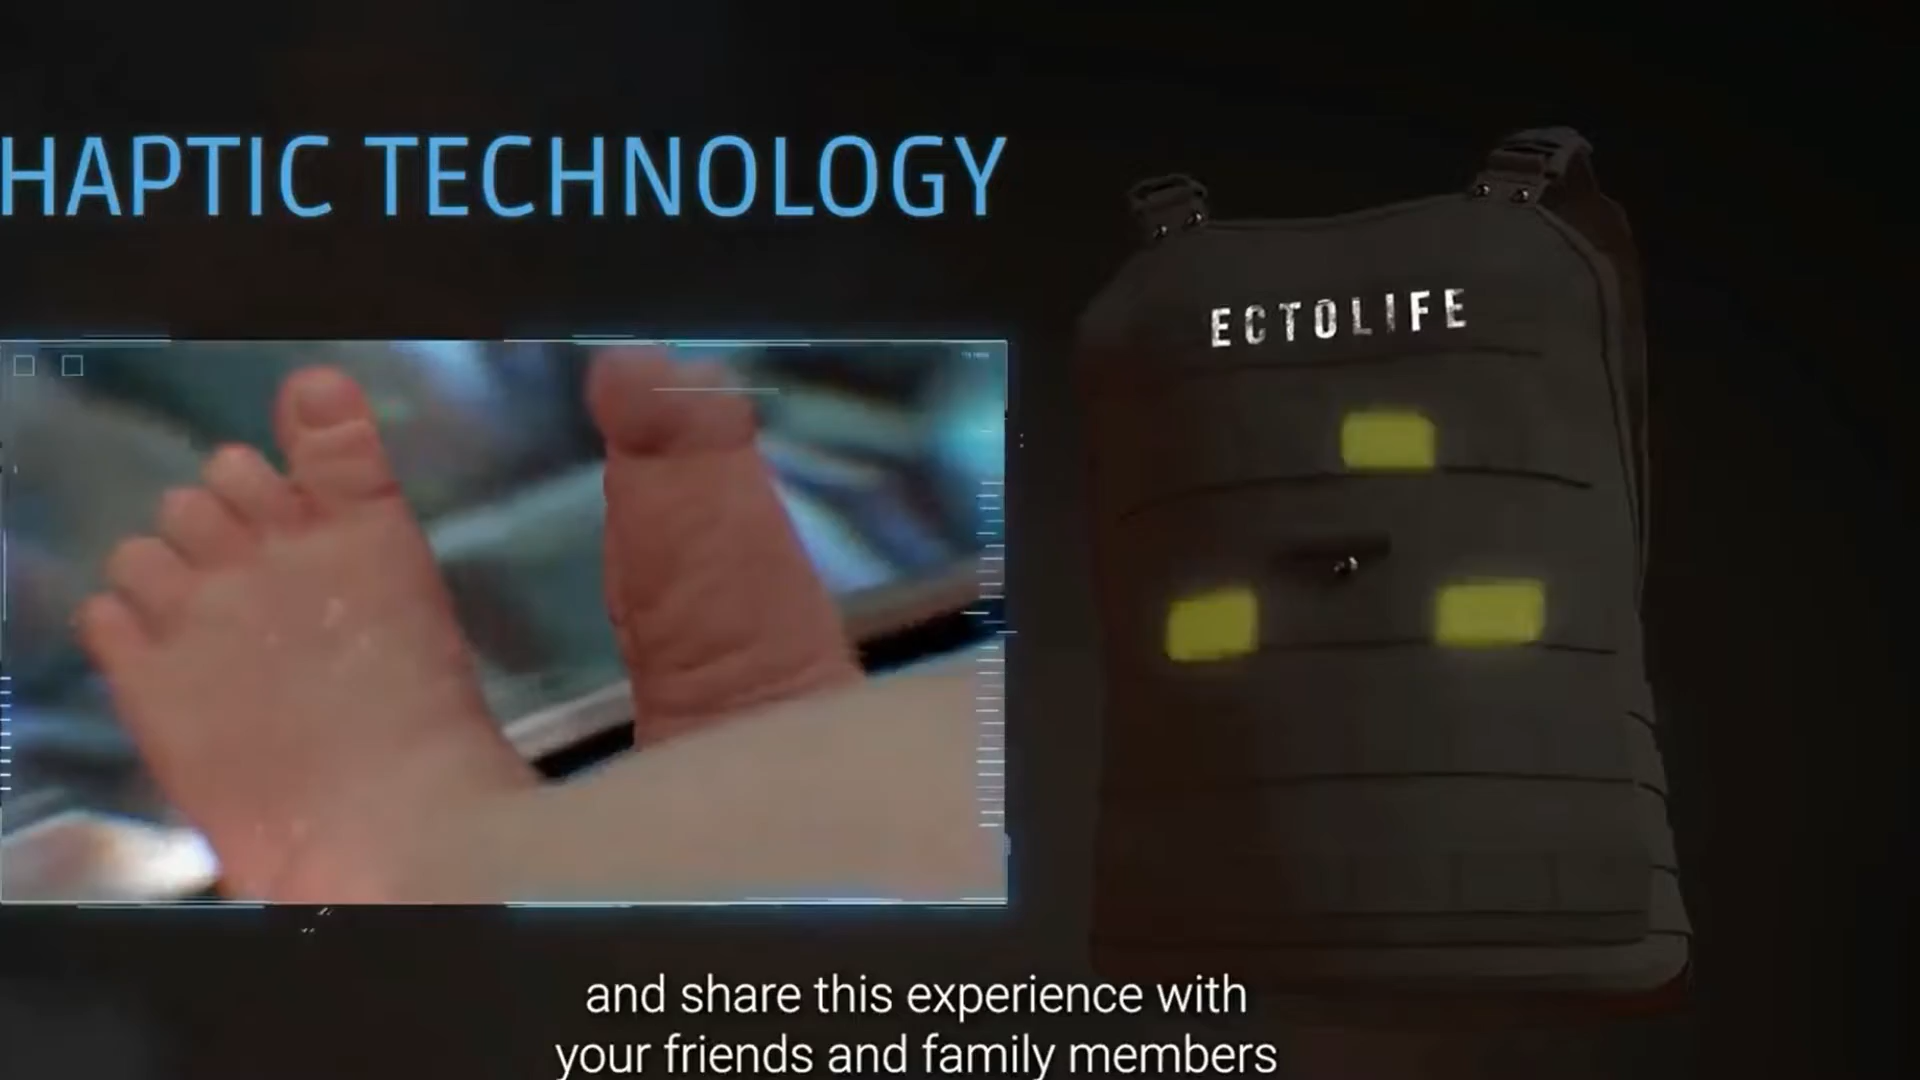 HAPTIC TECHNOLOGY
ECTOLIFE
and share this experience with
your friends and family members